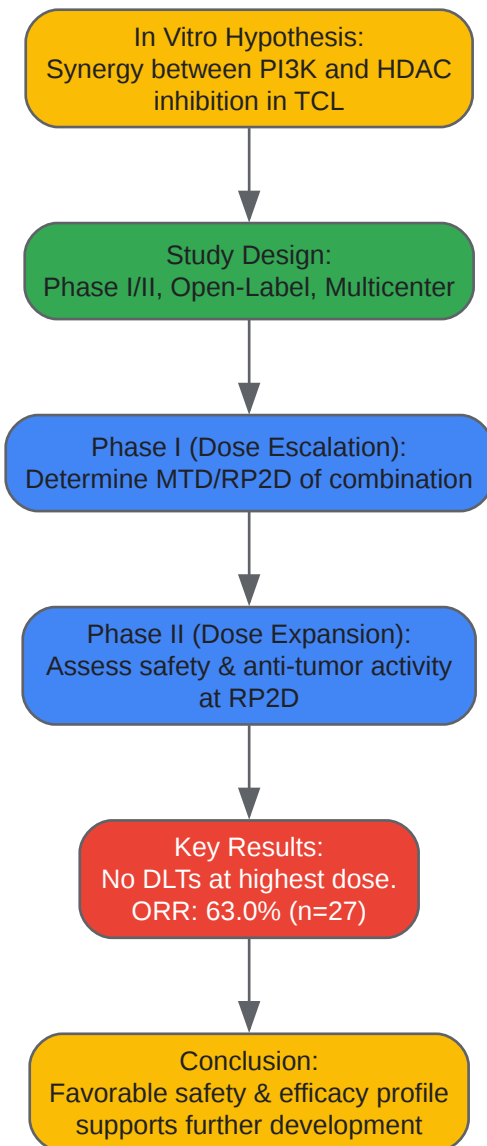 In Vitro Hypothesis:
Synergy between PI3K and HDAC
inhibition in TCL
Study Design:
Phase I/II, Open-Label, Multicenter
Phase I (Dose Escalation):
Determine MTD/RP2D of combination
Phase II (Dose Expansion):
Assess safety & anti-tumor activity
at RP2D
Key Results:
No DLTs at highest dose.
ORR: 63.0% (n=27)
Conclusion:
Favorable safety & efficacy profile
supports further development